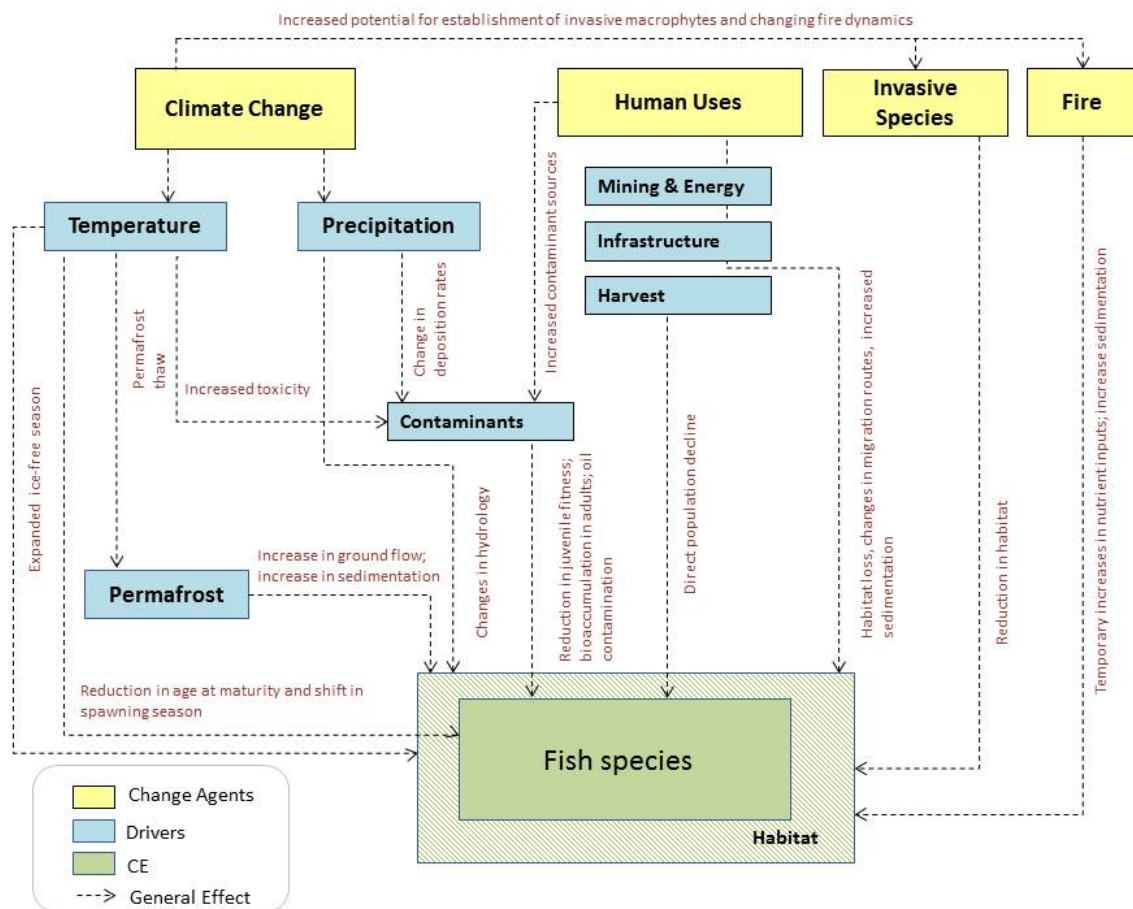 Increased potential for establishment of invasive macrophytes and changing fire dynamics
Climate Change
Human Uses
Invasive
Species
Fire
Mining & Energy
Infrastructure
Harvest
Temperature
Precipitation
Contaminants
Permafrost
Expanded ice-free season
Permafrost
thaw
Increased toxicity
Change in
deposition rates
Increased contaminant sources
Increase in ground flow;
increase in sedimentation
Changes in hydrology
Reduction in juvenile fitness;
bioaccumulation in adults; oil
contamination
Direct population decline
Habitat loss, changes in migration routes, increased
sedimentation
Reduction in habitat
Temporary increases in nutrient inputs; increase sedimentation
Reduction in age at maturity and shift in
spawning season
Fish species
Habitat
Change Agents
Drivers
CE
General Effect